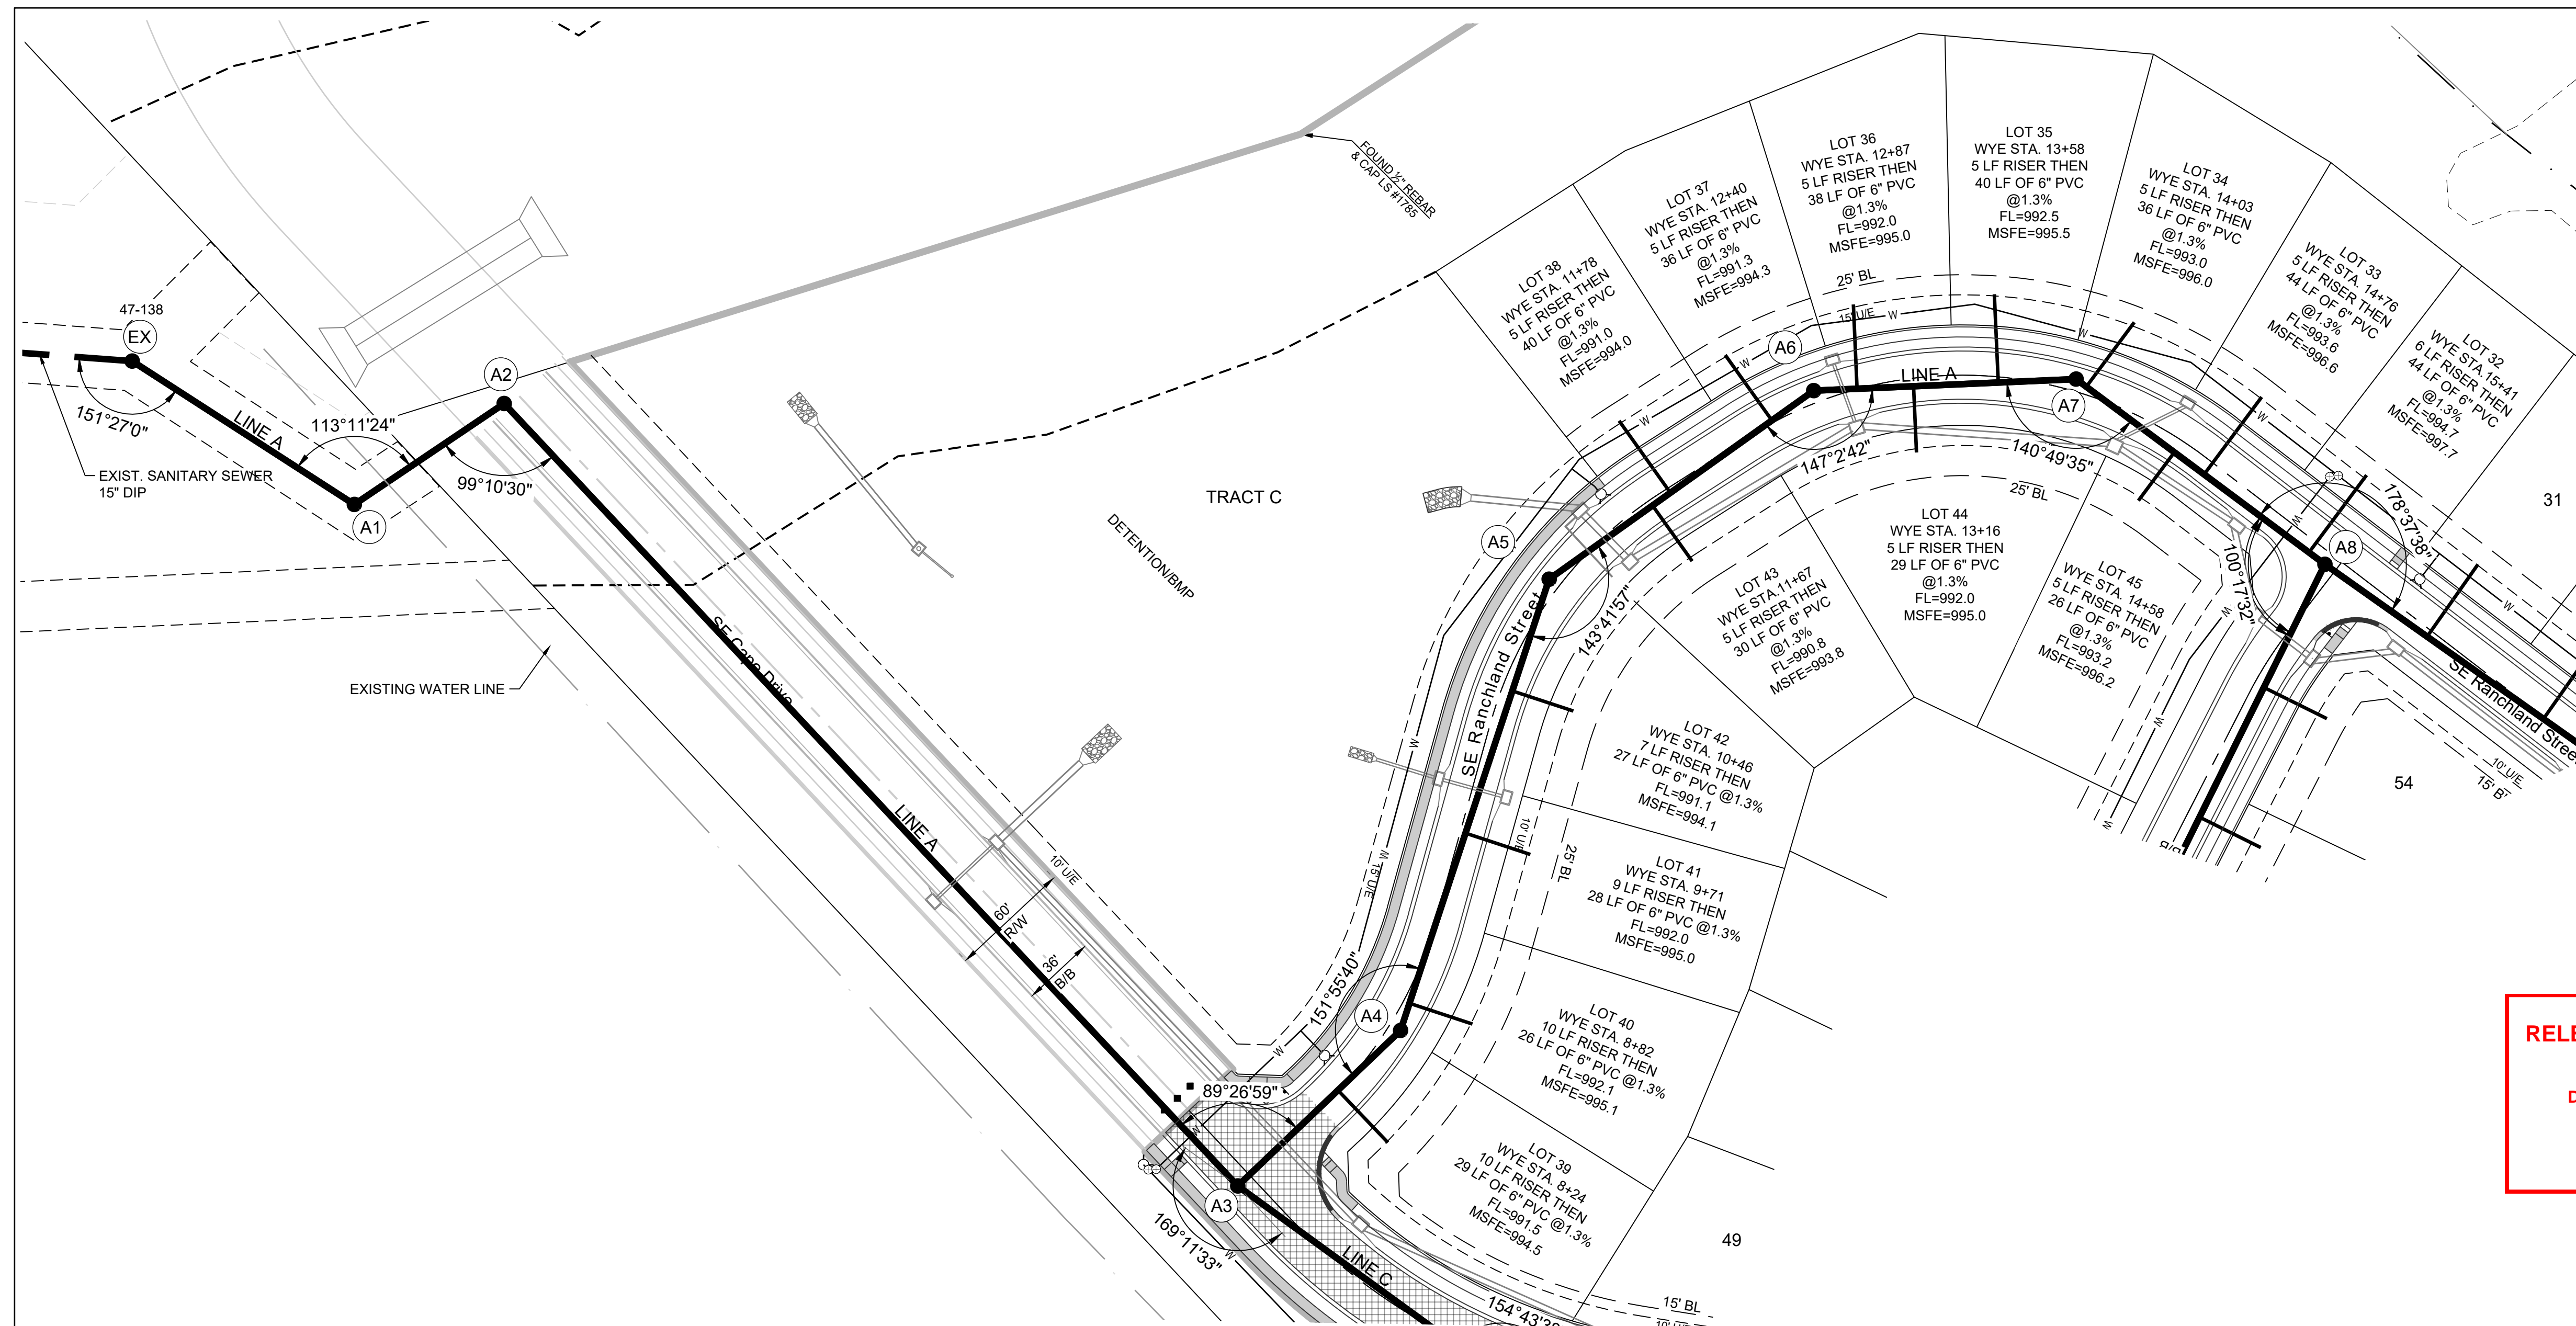 47-138
EX
151°27'0"
LINE A
113°11'24"
A2
99°10'30"
A1
EXIST. SANITARY SEWER
15" DIP
EXISTING WATER LINE
FOUND ½" REBAR
& CAP LS #1785
TRACT C
DETENTION/BMP
SE Cape Drive
LINE A
10' U/E
60'
R/W
36'
B/B
89°26'59"
A3
169°11'33"
LINE C
W
W
W
A4
151°55'40"
15' U/E
W
W
SE Ranchland Street
10' U/E
25' BL
A5
143°41'57"
W
W
A6
15' U/E
W
25' BL
LINE A
147°2'42"
W
A7
140°49'35"
25' BL
W
W
A8
178°37'38"
100°17'32"
W
W
W
W
B/B
SE Ranchland Stree
10' U/E
15' B
31
54
49
LOT 38
WYE STA. 11+78
5 LF RISER THEN
40 LF OF 6" PVC
@1.3%
FL=991.0
MSFE=994.0
LOT 37
WYE STA. 12+40
5 LF RISER THEN
36 LF OF 6" PVC
@1.3%
FL=991.3
MSFE=994.3
LOT 36
WYE STA. 12+87
5 LF RISER THEN
38 LF OF 6" PVC
@1.3%
FL=992.0
MSFE=995.0
LOT 35
WYE STA. 13+58
5 LF RISER THEN
40 LF OF 6" PVC
@1.3%
FL=992.5
MSFE=995.5
LOT 34
WYE STA. 14+03
5 LF RISER THEN
36 LF OF 6" PVC
@1.3%
FL=993.0
MSFE=996.0
LOT 33
WYE STA. 14+76
5 LF RISER THEN
44 LF OF 6" PVC
@1.3%
FL=993.6
MSFE=996.6
LOT 32
WYE STA. 15+41
6 LF RISER THEN
44 LF OF 6" PVC
@1.3%
FL=994.7
MSFE=997.7
LOT 43
WYE STA. 11+67
5 LF RISER THEN
30 LF OF 6" PVC
@1.3%
FL=990.8
MSFE=993.8
LOT 44
WYE STA. 13+16
5 LF RISER THEN
29 LF OF 6" PVC
@1.3%
FL=992.0
MSFE=995.0
LOT 45
WYE STA. 14+58
5 LF RISER THEN
26 LF OF 6" PVC
@1.3%
FL=993.2
MSFE=996.2
LOT 42
WYE STA. 10+46
7 LF RISER THEN
27 LF OF 6" PVC @1.3%
FL=991.1
MSFE=994.1
LOT 41
WYE STA. 9+71
9 LF RISER THEN
28 LF OF 6" PVC @1.3%
FL=992.0
MSFE=995.0
LOT 40
WYE STA. 8+82
10 LF RISER THEN
26 LF OF 6" PVC @1.3%
FL=992.1
MSFE=995.1
LOT 39
WYE STA. 8+24
10 LF RISER THEN
29 LF OF 6" PVC @1.3%
FL=991.5
MSFE=994.5
15' BL
RELE
D